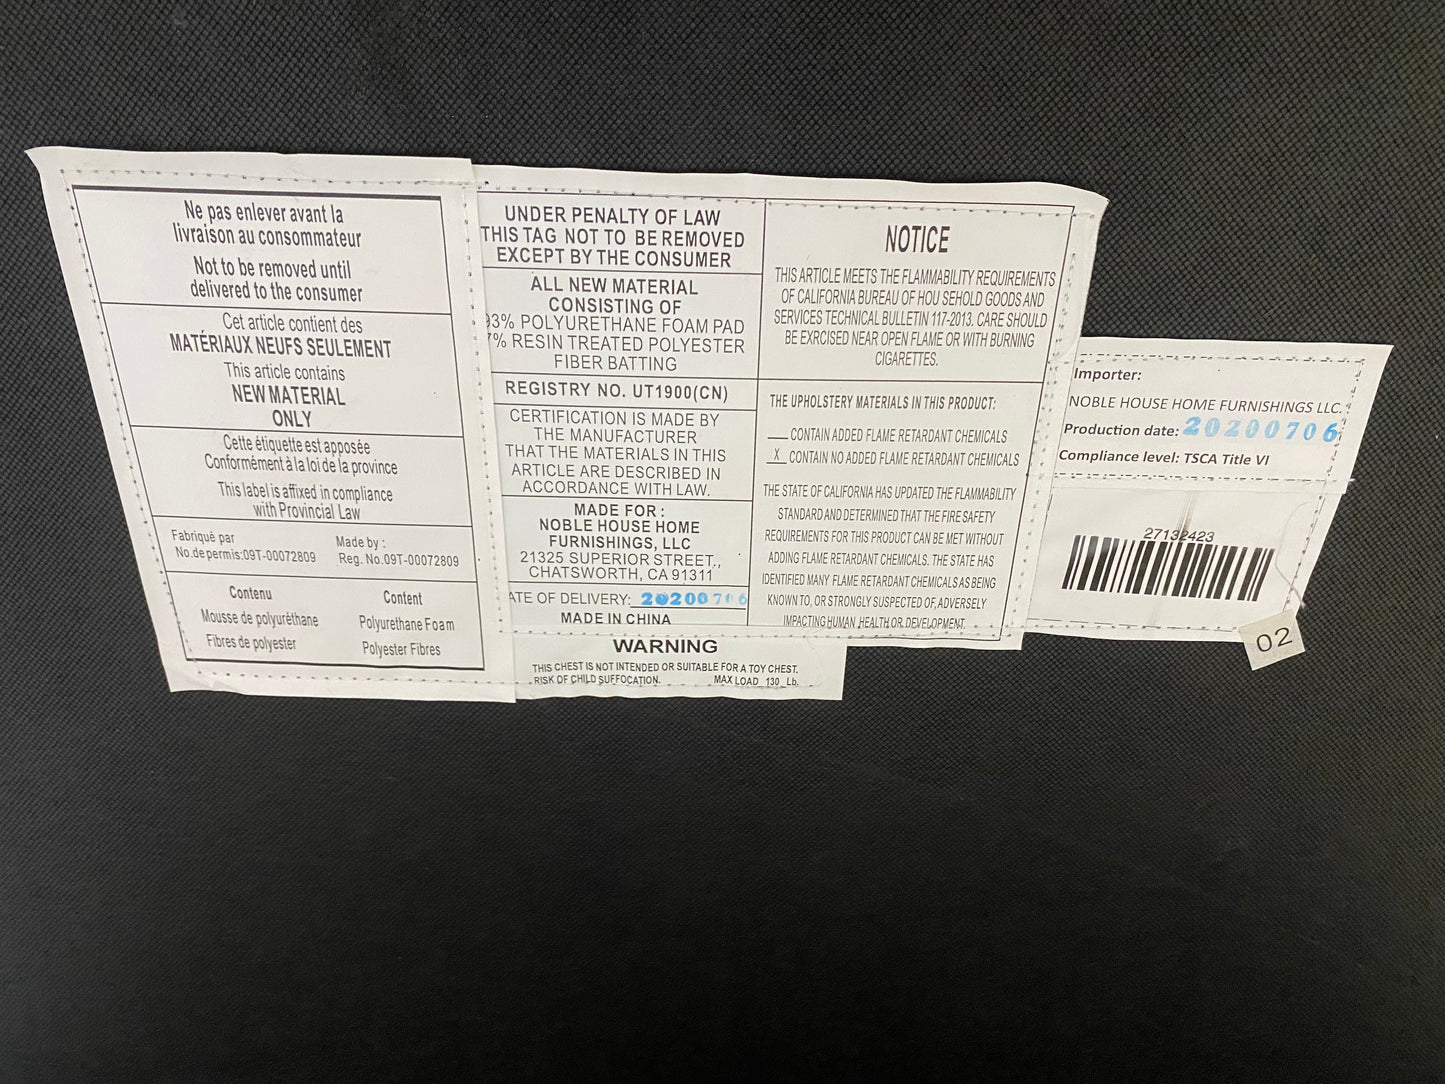 Ne pas enlever avant la
livraison au consommateur
Not to be removed until
delivered to the consumer
Cet article contient des
MATÉRIAUX NEUFS SEULEMENT
This article contains
NEW MATERIAL
ONLY
Cette étiquette est apposée
Conformément à la loi de la province
This label is affixed in compliance
with Provincial Law
Fabriqué par
No.de permis:09T-00072809
Made by :
Reg. No.09T-00072809
Contenu
Mousse de polyuréthane
Fibres de polyester
Content
Polyurethane Foam
Polyester Fibres
UNDER PENALTY OF LAW
THIS TAG NOT TO BE REMOVED
EXCEPT BY THE CONSUMER
ALL NEW MATERIAL
CONSISTING OF
93% POLYURETHANE FOAM PAD
7% RESIN TREATED POLYESTER
FIBER BATTING
REGISTRY NO. UT1900(CN)
CERTIFICATION IS MADE BY
THE MANUFACTURER
THAT THE MATERIALS IN THIS
ARTICLE ARE DESCRIBED IN
ACCORDANCE WITH LAW.
MADE FOR :
NOBLE HOUSE HOME
FURNISHINGS, LLC
21325 SUPERIOR STREET.,
CHATSWORTH, CA 91311
ATE OF DELIVERY: 20200706
MADE IN CHINA
NOTICE
THIS ARTICLE MEETS THE FLAMMABILITY REQUIREMENTS
OF CALIFORNIA BUREAU OF HOU SEHOLD GOODS AND
SERVICES TECHNICAL BULLETIN 117-2013. CARE SHOULD
BE EXRCISED NEAR OPEN FLAME OR WITH BURNING
CIGARETTES.
THE UPHOLSTERY MATERIALS IN THIS PRODUCT:
___ CONTAIN ADDED FLAME RETARDANT CHEMICALS
X CONTAIN NO ADDED FLAME RETARDANT CHEMICALS
THE STATE OF CALIFORNIA HAS UPDATED THE FLAMMABILITY
STANDARD AND DETERMINED THAT THE FIRE SAFETY
REQUIREMENTS FOR THIS PRODUCT CAN BE MET WITHOUT
ADDING FLAME RETARDANT CHEMICALS. THE STATE HAS
IDENTIFIED MANY FLAME RETARDANT CHEMICALS AS BEING
KNOWN TO, OR STRONGLY SUSPECTED OF, ADVERSELY
IMPACTING HUMAN HEALTH OR DEVELOPMENT.
WARNING
THIS CHEST IS NOT INTENDED OR SUITABLE FOR A TOY CHEST.
RISK OF CHILD SUFFOCATION. MAX LOAD 130 Lb.
Importer:
NOBLE HOUSE HOME FURNISHINGS LLC.
Production date: 20200706
Compliance level: TSCA Title VI
27132423
02